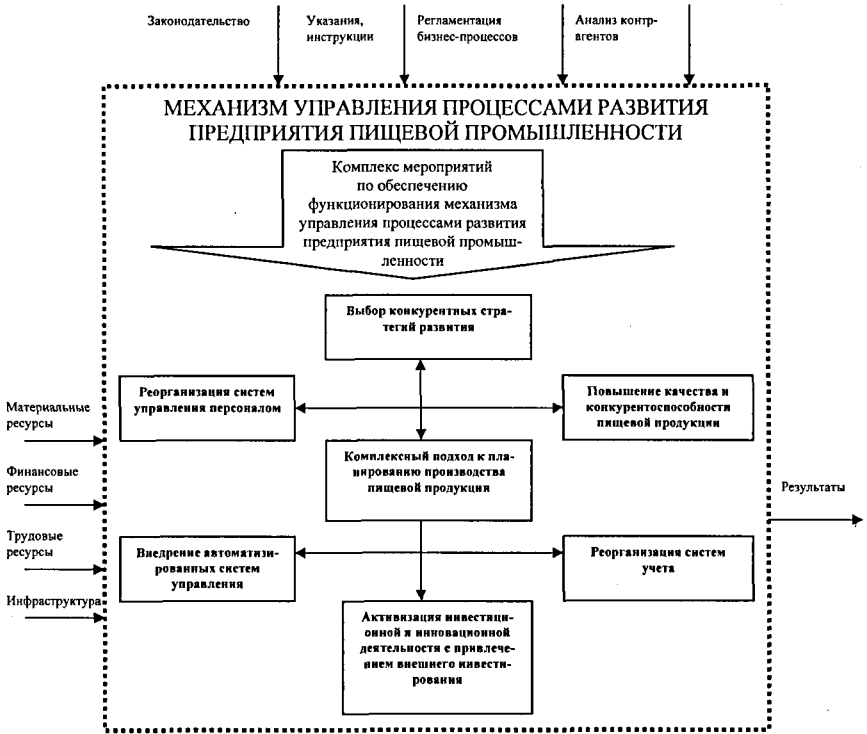 Законодательство
Указания,
инструкции
Регламентация
бизнес-процессов
Анализ контр-
агентов
МЕХАНИЗМ УПРАВЛЕНИЯ ПРОЦЕССАМИ РАЗВИТИЯ
ПРЕДПРИЯТИЯ ПИЩЕВОЙ ПРОМЫШЛЕННОСТИ
Комплекс мероприятий
по обеспечению
функционирования механизма
управления процессами развития
предприятия пищевой промыш-
ленности
Выбор конкурентных стра-
тегий развития
Реорганизация систем
управления персоналом
Повышение качества и
конкурентоспособности
пищевой продукции
Материальные
ресурсы
Комплексный подход к пла-
нированию производства
пищевой продукции
Финансовые
ресурсы
Результаты
Трудовые
ресурсы
Внедрение автоматизи-
рованных систем
управления
Реорганизация систем
учета
Инфраструктура
Активизация инвестици-
онной и инновационной
деятельности с привлече-
нием внешнего инвести-
рования